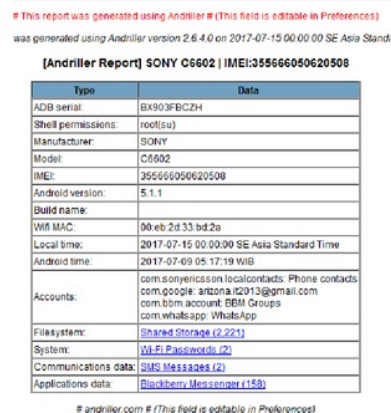 # This report was generated using Andriller # (This field is editable in Preferences)
was generated using Andriller version 2.6.4.0 on 2017-07-15 00:00:00 SE Asia Stand
[Andriller Report] SONY C6602 | IMEI:355666050620508
Type Data
ADB serial: BX903FBCZH
Shell permissions: root(su)
Manufacturer: SONY
Model: C6602
IMEI: 355666050620508
Android version: 5.1.1
Build name:
Wifi MAC: 00:eb:2d:33:bd:2a
Local time: 2017-07-15 00:00:00 SE Asia Standard Time
Android time: 2017-07-09 05:17:19 WIB
Accounts: com.sonyericsson.localcontacts: Phone contacts
com.google: arizona.it2013@gmail.com
com.bbm.account: BBM Groups
com.whatsapp: WhatsApp
Filesystem: Shared Storage (2,221)
System: Wi-Fi Passwords (2)
Communications data: SMS Messages (2)
Applications data: Blackberry Messenger (158)
# andriller.com # (This field is editable in Preferences)